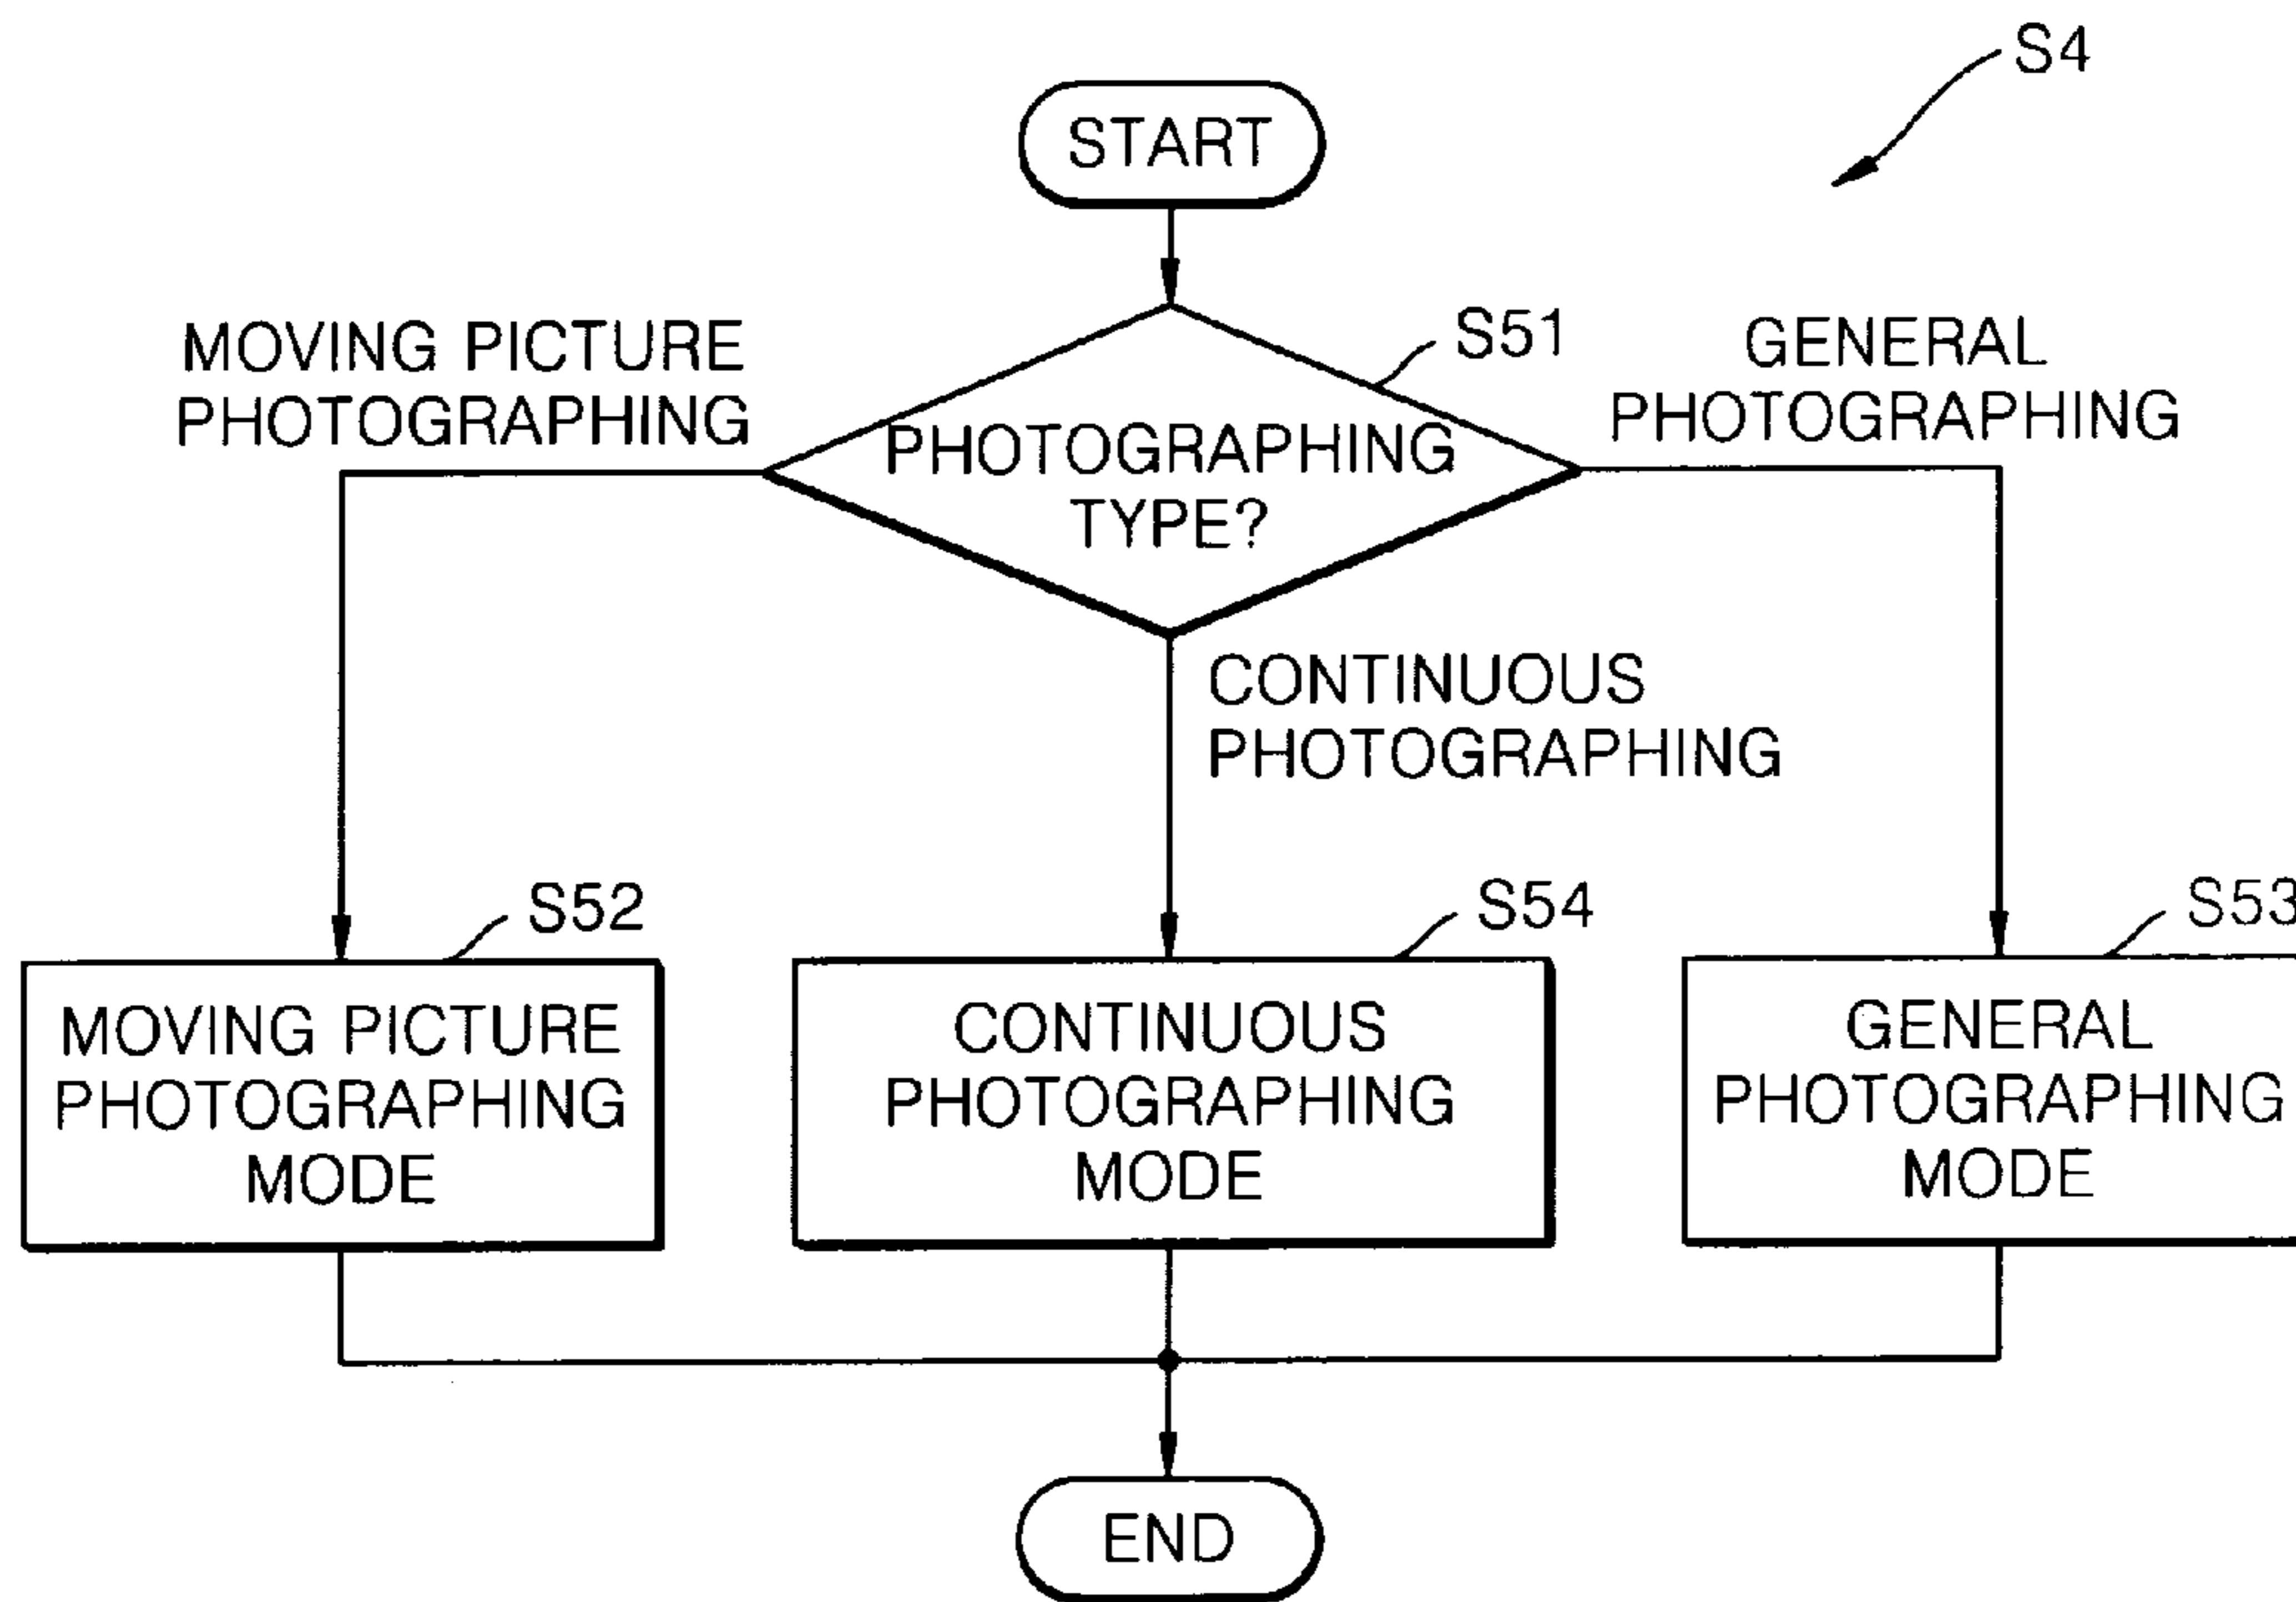 S4
START
MOVING PICTURE
PHOTOGRAPHING
S51
GENERAL
PHOTOGRAPHING
PHOTOGRAPHING
TYPE?
CONTINUOUS
PHOTOGRAPHING
S52
S54
S53
MOVING PICTURE
PHOTOGRAPHING
MODE
CONTINUOUS
PHOTOGRAPHING
MODE
GENERAL
PHOTOGRAPHING
MODE
END